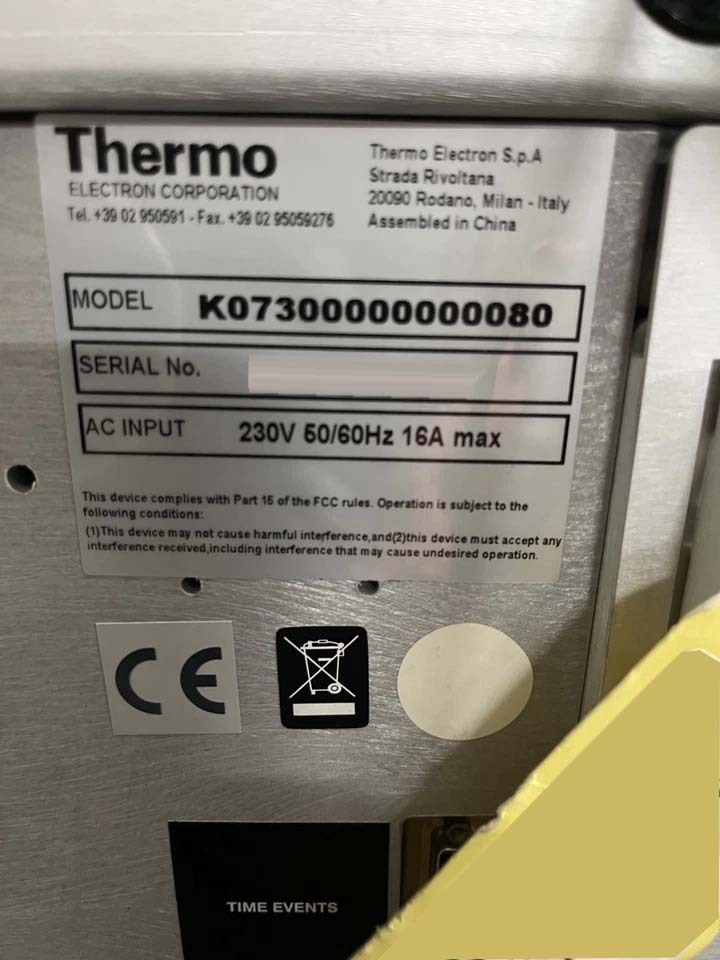 Thermo
ELECTRON CORPORATION
Tel. +39 02 950591 - Fax. +39 02 95059276
Thermo Electron S.p.A
Strada Rivoltana
20090 Rodano, Milan - Italy
Assembled in China
MODEL K07300000000080
SERIAL No.
AC INPUT 230V 50/60Hz 16A max
This device complies with Part 15 of the FCC rules. Operation is subject to the
following conditions:
(1)This device may not cause harmful interference,and(2)this device must accept any
interference received,including interference that may cause undesired operation.
CE
TIME EVENTS